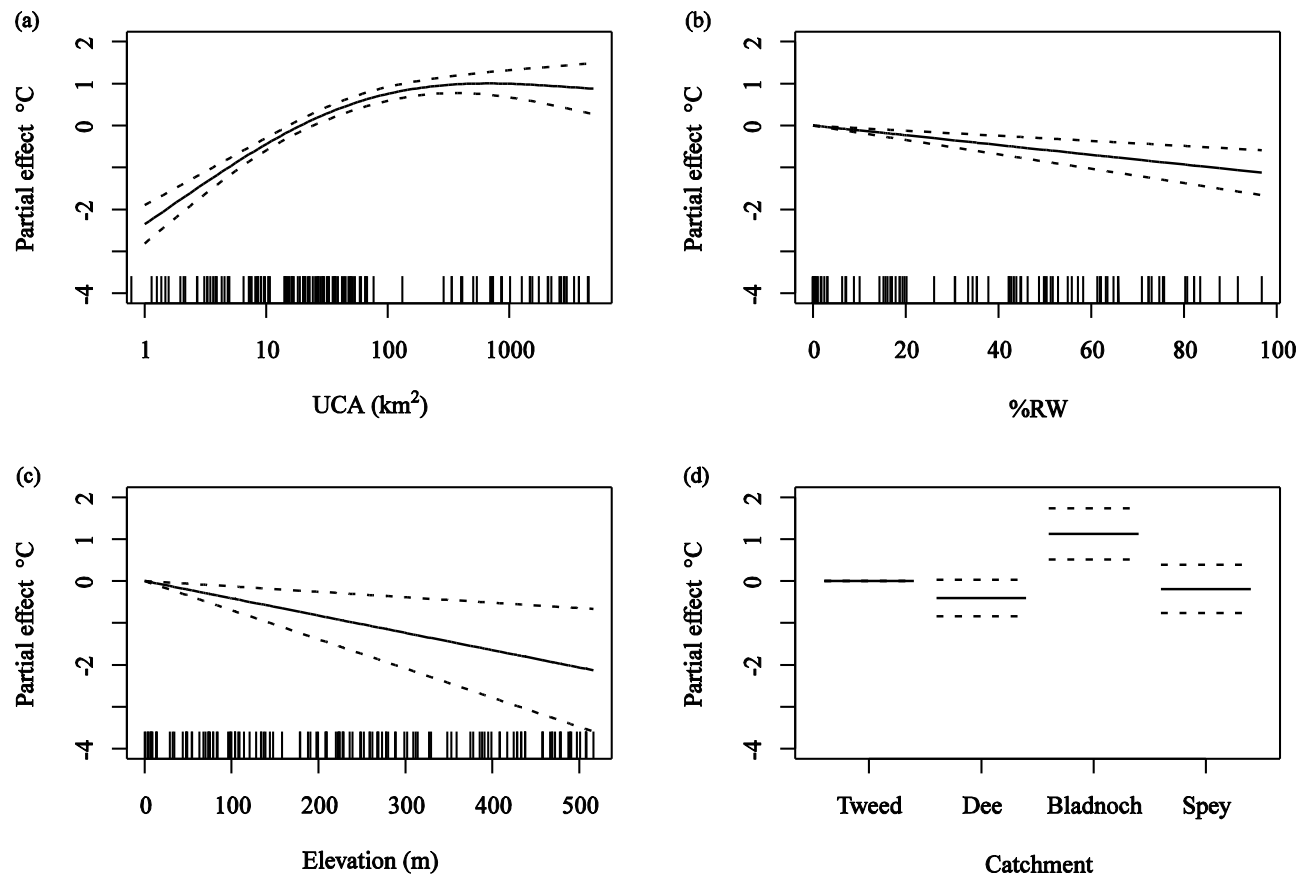 (a)
Partial effect °C
2
1
0
-2
-4
1 10 100 1000
UCA (km²)
(b)
Partial effect °C
2
1
0
-2
-4
0 20 40 60 80 100
%RW
(c)
Partial effect °C
2
1
0
-2
-4
0 100 200 300 400 500
Elevation (m)
(d)
Partial effect °C
2
1
0
-2
-4
Tweed Dee Bladnoch Spey
Catchment